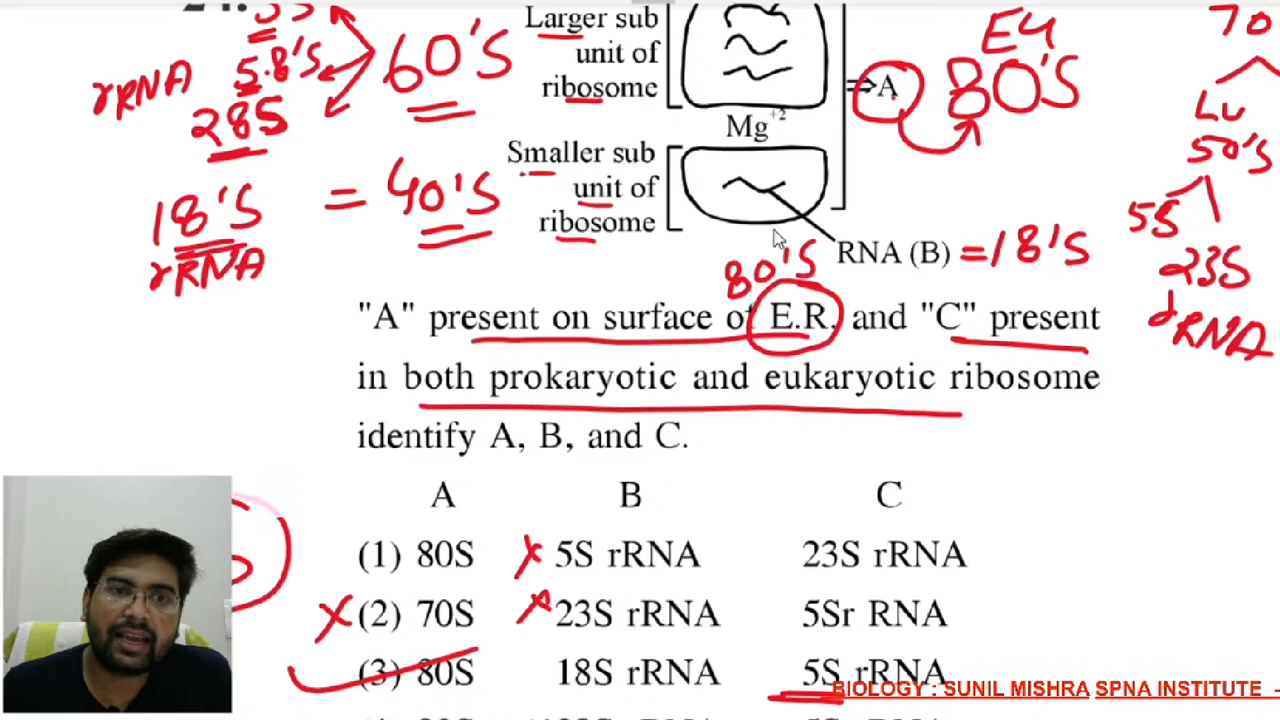 Larger sub
unit of
ribosome
rRNA
5.8'S
28S
60'S
Mg+2
⇒A
EU
80'S
70
LU
50'S
5S
23S
rRNA
Smaller sub
unit of
ribosome
18'S
rRNA
= 40'S
RNA (B) = 18'S
80'S
"A" present on surface of E.R. and "C" present
in both prokaryotic and eukaryotic ribosome
identify A, B, and C.
A B C
(1) 80S 5S rRNA 23S rRNA
(2) 70S 23S rRNA 5Sr RNA
(3) 80S 18S rRNA 5S rRNA
BIOLOGY : SUNIL MISHRA SPNA INSTITUTE